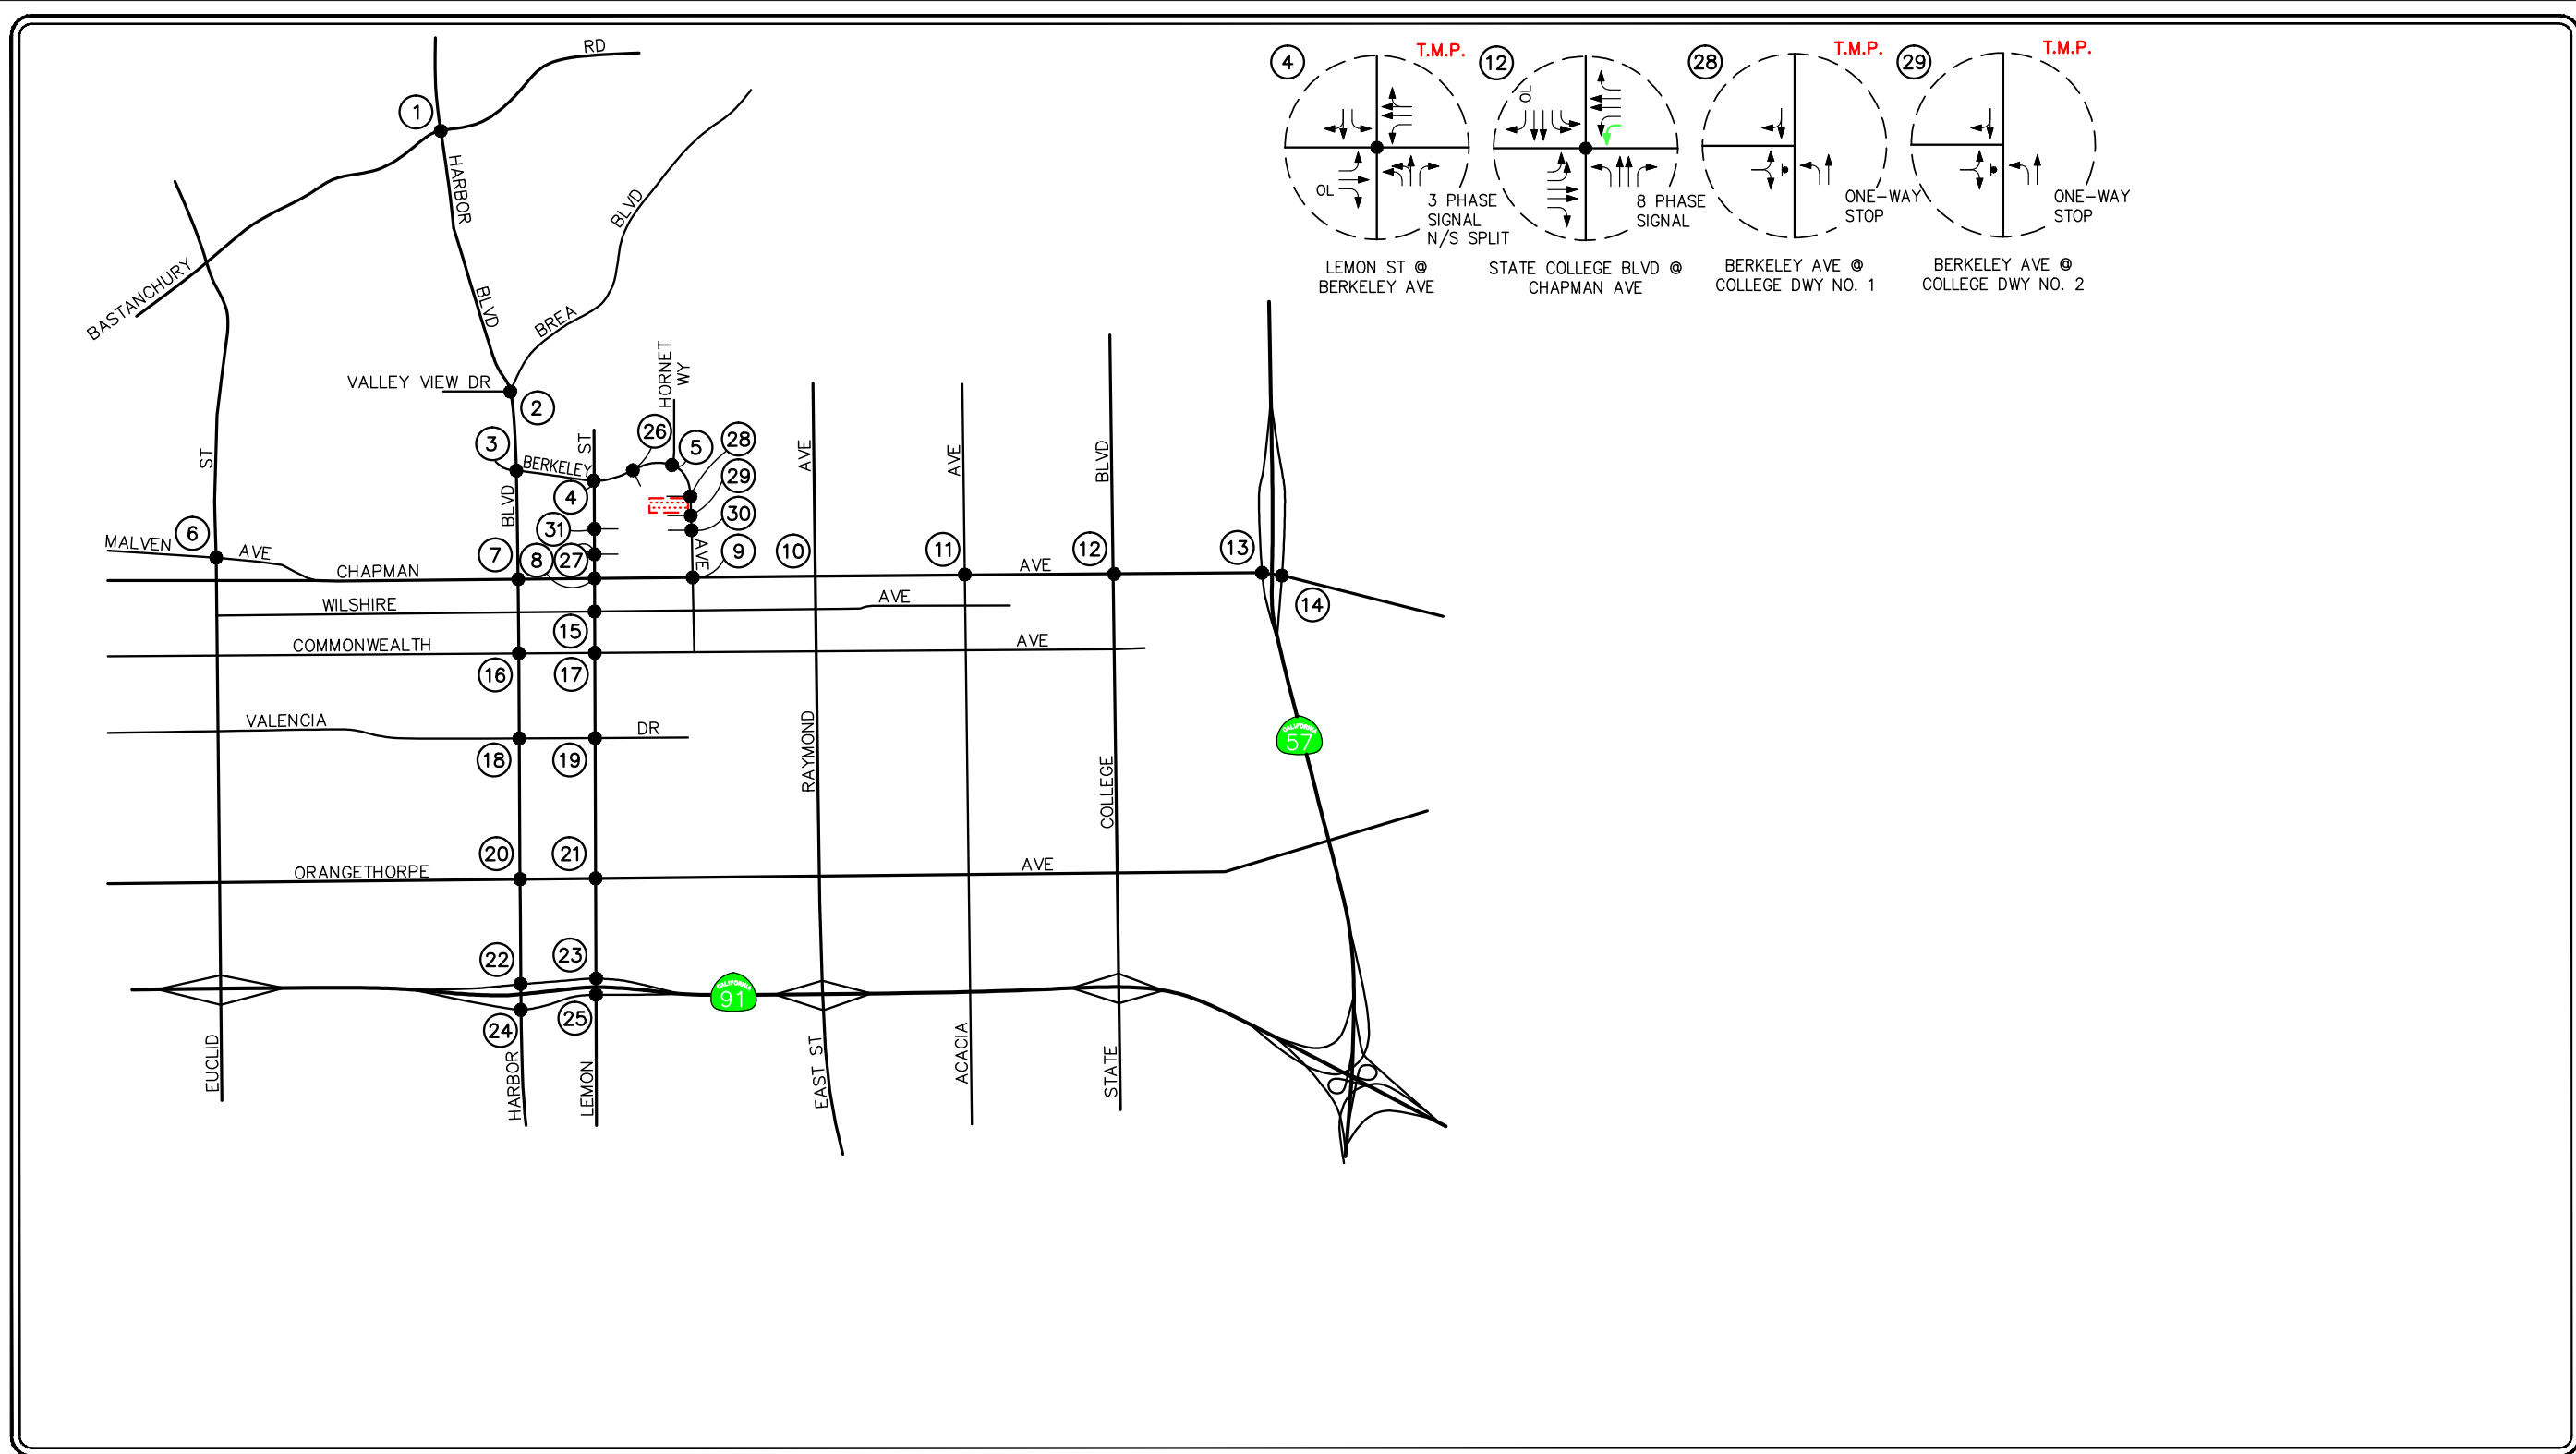 4
T.M.P.
OL
3 PHASE
SIGNAL
N/S SPLIT
LEMON ST @
BERKELEY AVE
12
OL
8 PHASE
SIGNAL
STATE COLLEGE BLVD @
CHAPMAN AVE
28
T.M.P.
ONE-WAY
STOP
BERKELEY AVE @
COLLEGE DWY NO. 1
29
T.M.P.
ONE-WAY
STOP
BERKELEY AVE @
COLLEGE DWY NO. 2
RD
1
HARBOR
BLVD
BLVD
BASTANCHURY
BREA
HORNET
WY
VALLEY VIEW DR
2
26
5
28
3
BERKELEY
ST
ST
AVE
AVE
BLVD
29
4
BLVD
30
31
6
MALVEN
AVE
7
8
27
AVE
9
10
11
12
13
CHAPMAN
AVE
14
WILSHIRE
AVE
15
COMMONWEALTH
AVE
16
17
VALENCIA
DR
18
19
RAYMOND
COLLEGE
CALIFORNIA
57
20
21
ORANGETHORPE
AVE
22
23
CALIFORNIA
91
24
25
EUCLID
HARBOR
LEMON
EAST ST
ACACIA
STATE